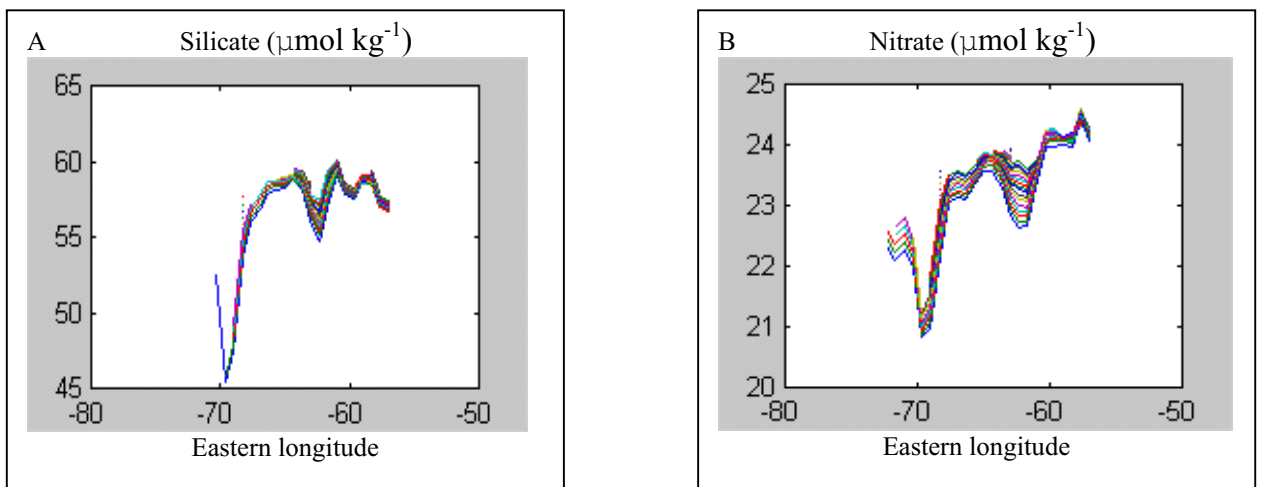 A Silicate (μmol kg-1)
65
60
55
50
45
-80 -70 -60 -50
Eastern longitude
B Nitrate (μmol kg-1)
25
24
23
22
21
20
-80 -70 -60 -50
Eastern longitude